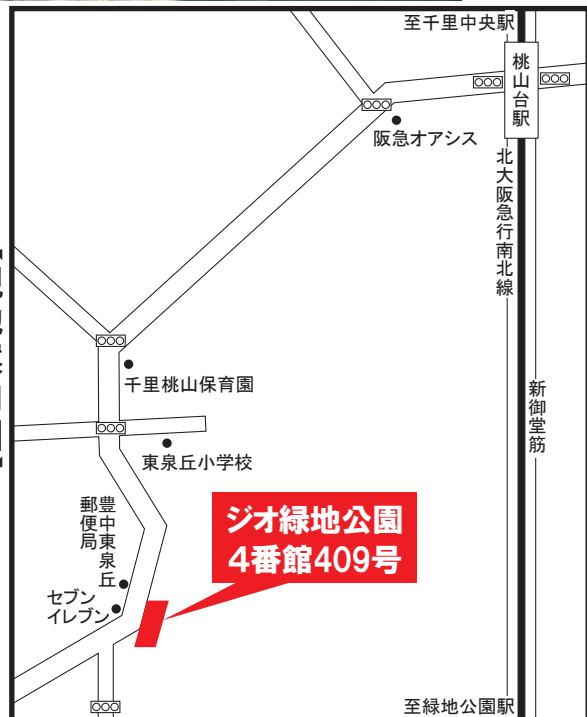 至千里中央駅
桃山台駅
阪急オアシス
北大阪急行南北線
千里桃山保育園
新御堂筋
東泉丘小学校
豊中東泉丘
郵便局
ジオ緑地公園
4番館409号
セブン
イレブン
至緑地公園駅